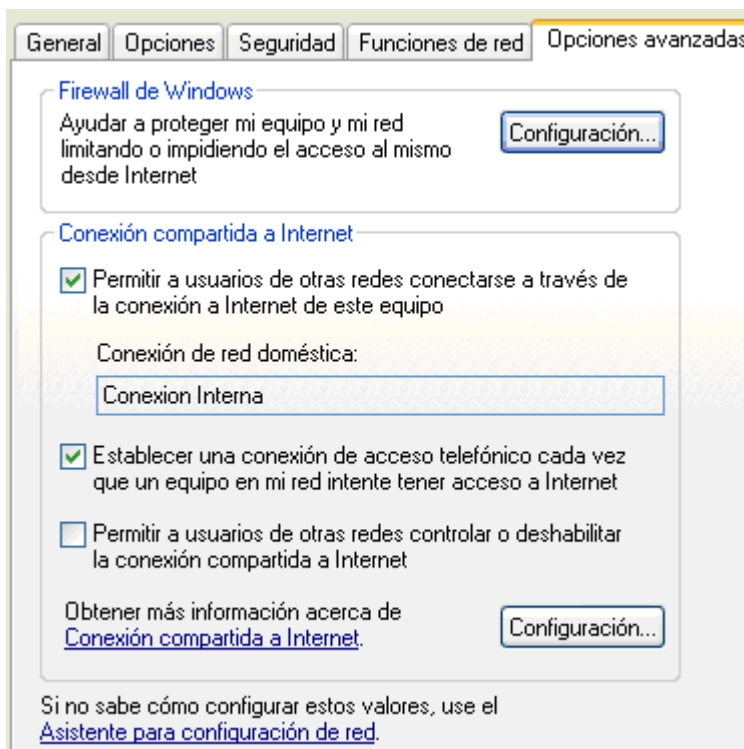 General Opciones Seguridad Funciones de red Opciones avanzadas
Firewall de Windows
Ayudar a proteger mi equipo y mi red
limitando o impidiendo el acceso al mismo
desde Internet
Configuración...
Conexión compartida a Internet
Permitir a usuarios de otras redes conectarse a través de
la conexión a Internet de este equipo
Conexión de red doméstica:
Conexion Interna
Establecer una conexión de acceso telefónico cada vez
que un equipo en mi red intente tener acceso a Internet
Permitir a usuarios de otras redes controlar o deshabilitar
la conexión compartida a Internet
Obtener más información acerca de
Conexión compartida a Internet.
Configuración...
Si no sabe cómo configurar estos valores, use el
Asistente para configuración de red.